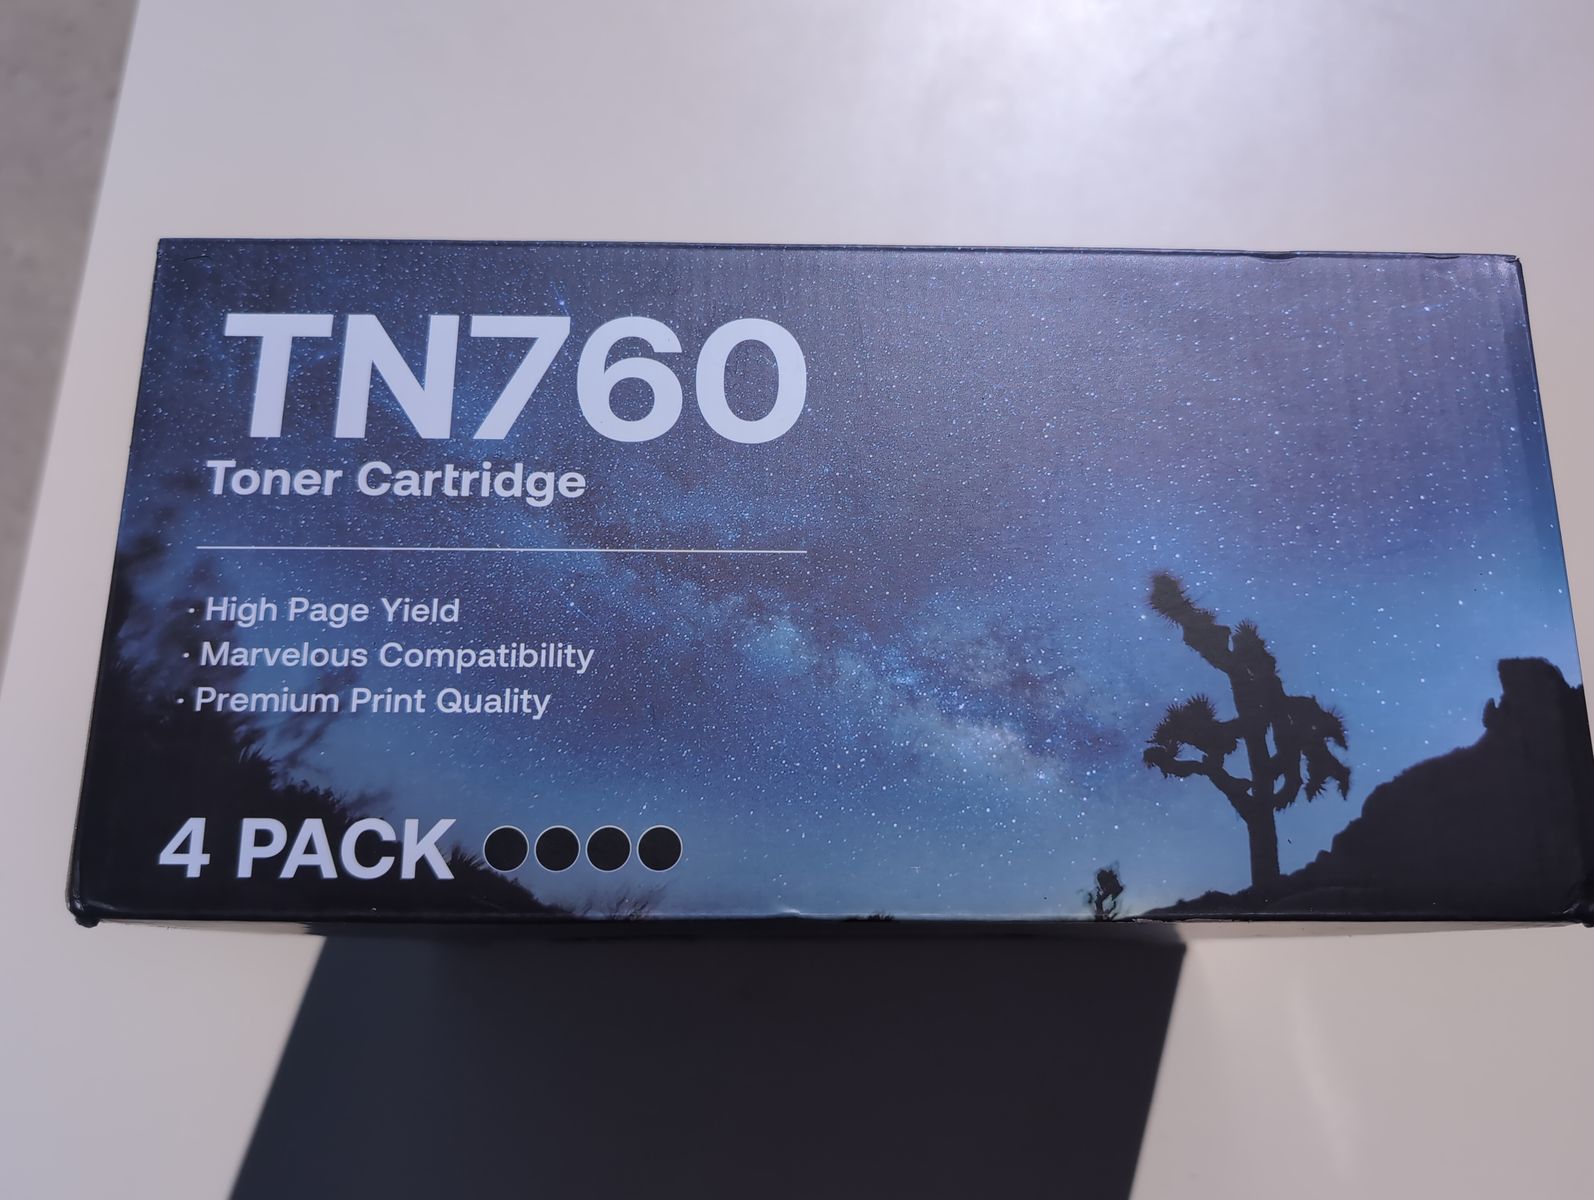 TN760
Toner Cartridge
· High Page Yield
· Marvelous Compatibility
· Premium Print Quality
4 PACK